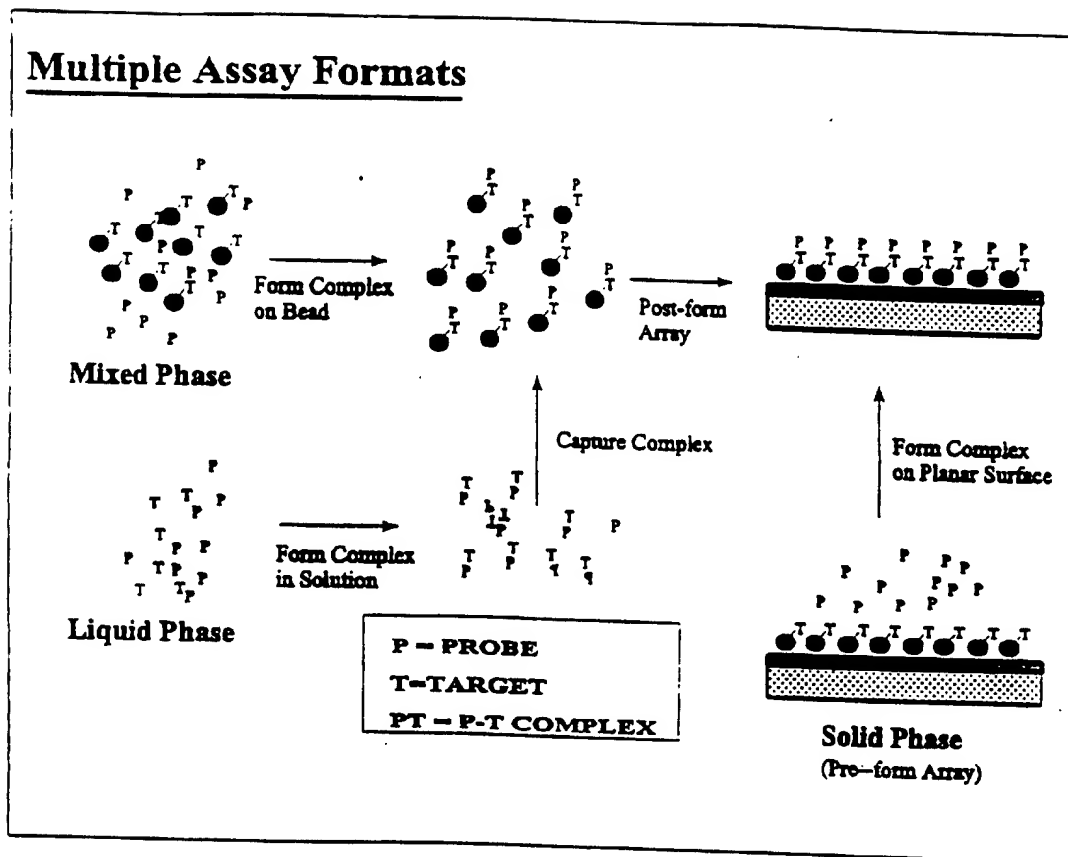 Multiple Assay Formats
Form Complex
on Bead
Post-form
Array
Mixed Phase
Capture Complex
Form Complex
on Planar Surface
Form Complex
in Solution
Liquid Phase
P = PROBE
T=TARGET
PT = P-T COMPLEX
Solid Phase
(Pre-form Array)